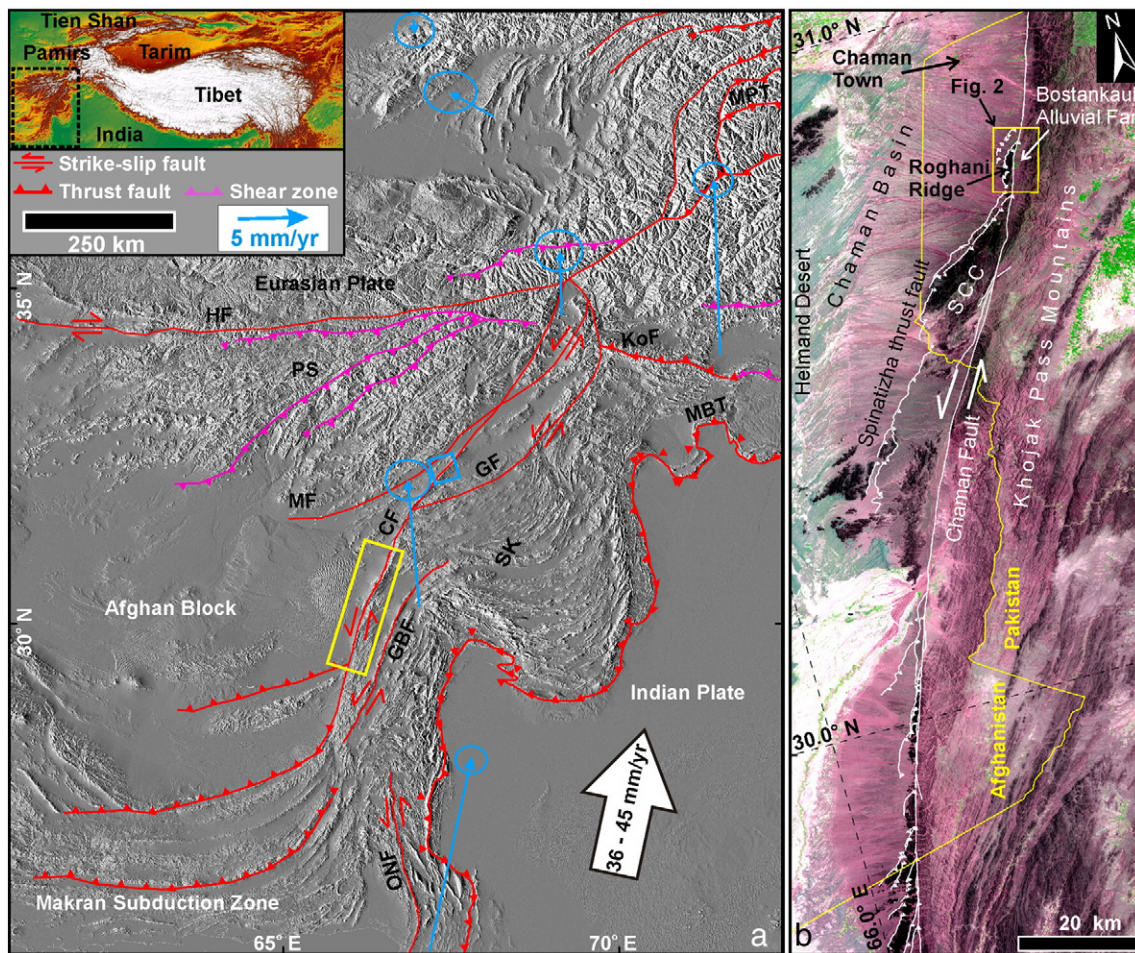 Tien Shan
Pamirs
Tarim
Tibet
India
Strike-slip fault
Thrust fault
Shear zone
250 km
5 mm/yr
MPT
35° N
Eurasian Plate
HF
KoF
PS
MBT
GF
MF
CF
SK
Afghan Block
30° N
GBF
Indian Plate
36 - 45 mm/yr
ONF
Makran Subduction Zone
65° E
70° E
a
31.0° N
N
Chaman
Town
Fig. 2
Bostankaul
Alluvial Fan
Roghani
Ridge
Chaman Basin
Helmand Desert
Spinatizha thrust fault
SCC
Khojak Pass Mountains
Chaman Fault
Pakistan
Afghanistan
30.0° N
66.0° E
20 km
b